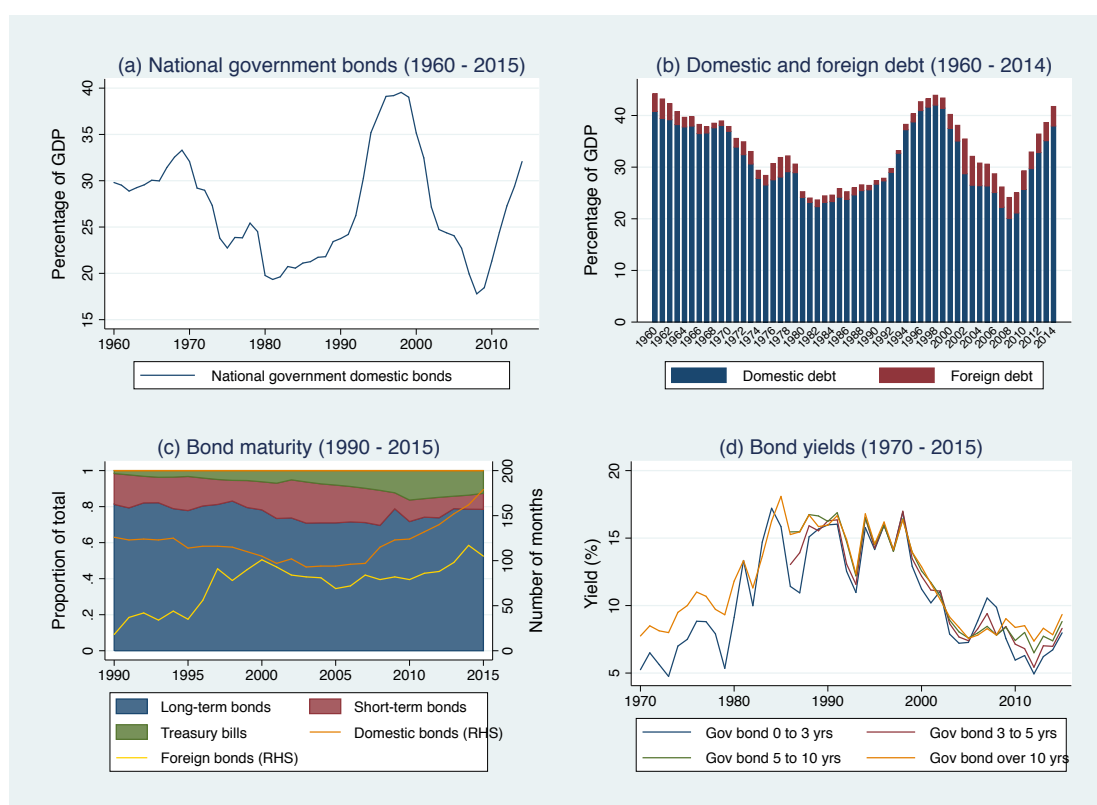 (a) National government bonds (1960 - 2015)
Percentage of GDP
40
35
30
25
20
15
1960 1970 1980 1990 2000 2010
National government domestic bonds
(b) Domestic and foreign debt (1960 - 2014)
Percentage of GDP
40
30
20
10
0
1960 1962 1964 1966 1968 1970 1972 1974 1976 1978 1980 1982 1984 1986 1988 1990 1992 1994 1996 1998 2000 2002 2004 2006 2008 2010 2012 2014
Domestic debt Foreign debt
(c) Bond maturity (1990 - 2015)
Proportion of total
1
.8
.6
.4
.2
0
200
150
100
50
0
Number of months
1990 1995 2000 2005 2010 2015
Long-term bonds Short-term bonds
Treasury bills Domestic bonds (RHS)
Foreign bonds (RHS)
(d) Bond yields (1970 - 2015)
Yield (%)
20
15
10
5
1970 1980 1990 2000 2010
Gov bond 0 to 3 yrs Gov bond 3 to 5 yrs
Gov bond 5 to 10 yrs Gov bond over 10 yrs